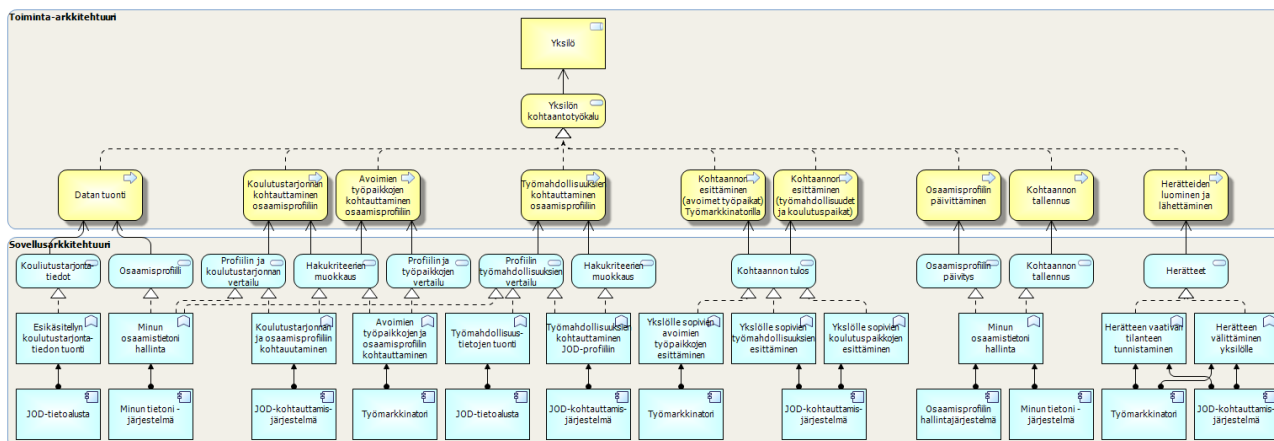 Toiminta-arkkitehtuuri
Yksilö
Yksilön
kohtaantotyökalu
Datan tuonti
Koulutustarjonnan
kohtauttaminen
osaamisprofiiliin
Avoimien
työpaikkojen
kohtauttaminen
osaamisprofiiliin
Työmahdollisuuksien
kohtauttaminen
osaamisprofiiliin
Kohtaannon
esittäminen
(avoimet työpaikat)
Työmarkkinatorilla
Kohtaannon
esittäminen
(työmahdollisuudet
ja koulutuspaikat)
Osaamisprofiilin
päivittäminen
Kohtaannon
tallennus
Herätteiden
luominen ja
lähettäminen
Sovellusarkkitehtuuri
Kouliutustarjonta-
tiedot
Osaamisprofiili
Profiilin ja
koulutustarjonnan
vertailu
Hakukriteerien
muokkaus
Profiilin ja
työpaikkojen
vertailu
Profiilin
työmahdollisuuksien
vertailu
Hakukriteerien
muokkaus
Kohtaannon tulos
Osaamisprofiilin
päivitys
Kohtaannon
tallennus
Herätteet
Esikäsitellyn
koulutustarjonta-
tiedon tuonti
Minun
osaamistietoni
hallinta
Koulutustarjonnan
ja osaamisprofiilin
kohtauutaminen
Avoimien
työpaikkojen ja
osaamisprofiilin
kohtauttaminen
Työmahdollisuus-
tietojen tuonti
Työmahdollisuuksien
kohtauttaminen
JOD-profiiliin
Ykslölle sopivien
avoimien
työpaikkojen
esittäminen
Ykslölle sopivien
työmahdollisuuksien
esittäminen
Ykslölle sopivien
koulutuspaikkojen
esittäminen
Minun
osaamistietoni
hallinta
Herätteen vaativan
tilanteen
tunnistaminen
Herätteen
välittäminen
yksilölle
JOD-tietoalusta
Minun tietoni -
järjestelmä
JOD-kohtauttamis-
järjestelmä
Työmarkkinatori
JOD-tietoalusta
JOD-kohtauttamis-
järjestelmä
Työmarkkinatori
JOD-kohtauttamis-
järjestelmä
Osaamisprofiilin
hallintajärjestelmä
Minun tietoni -
järjestelmä
Työmarkkinatori
JOD-kohtauttamis-
järjestelmä